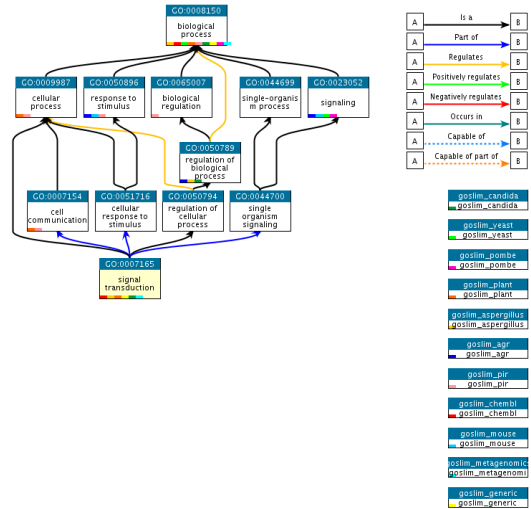 GO:0008150
biological
process
GO:0009987
cellular
process
GO:0050896
response to
stimulus
GO:0065007
biological
regulation
GO:0044699
single-organis
m process
GO:0023052
signaling
GO:0050789
regulation of
biological
process
GO:0007154
cell
communication
GO:0051716
cellular
response to
stimulus
GO:0050794
regulation of
cellular
process
GO:0044700
single
organism
signaling
GO:0007165
signal
transduction
A Is a B
A Part of B
A Regulates B
A Positively regulates B
A Negatively regulates B
A Occurs in B
A Capable of B
A Capable of part of B
goslim_candida
goslim_candida
goslim_yeast
goslim_yeast
goslim_pombe
goslim_pombe
goslim_plant
goslim_plant
goslim_aspergillus
goslim_aspergillus
goslim_agr
goslim_agr
goslim_pir
goslim_pir
goslim_chembl
goslim_chembl
goslim_mouse
goslim_mouse
goslim_metagenomics
goslim_metagenomi
goslim_generic
goslim_generic